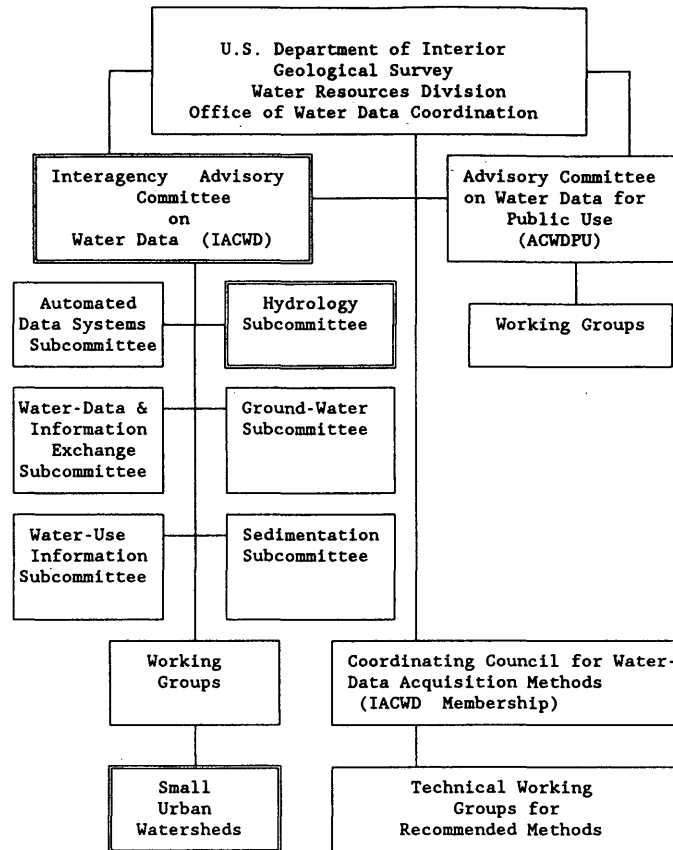 U.S. Department of Interior
Geological Survey
Water Resources Division
Office of Water Data Coordination
Interagency Advisory
Committee
on
Water Data (IACWD)
Advisory Committee
on Water Data for
Public Use
(ACWDPU)
Automated
Data Systems
Subcommittee
Hydrology
Subcommittee
Working Groups
Water-Data &
Information
Exchange
Subcommittee
Ground-Water
Subcommittee
Water-Use
Information
Subcommittee
Sedimentation
Subcommittee
Working
Groups
Coordinating Council for Water-
Data Acquisition Methods
(IACWD Membership)
Small
Urban
Watersheds
Technical Working
Groups for
Recommended Methods